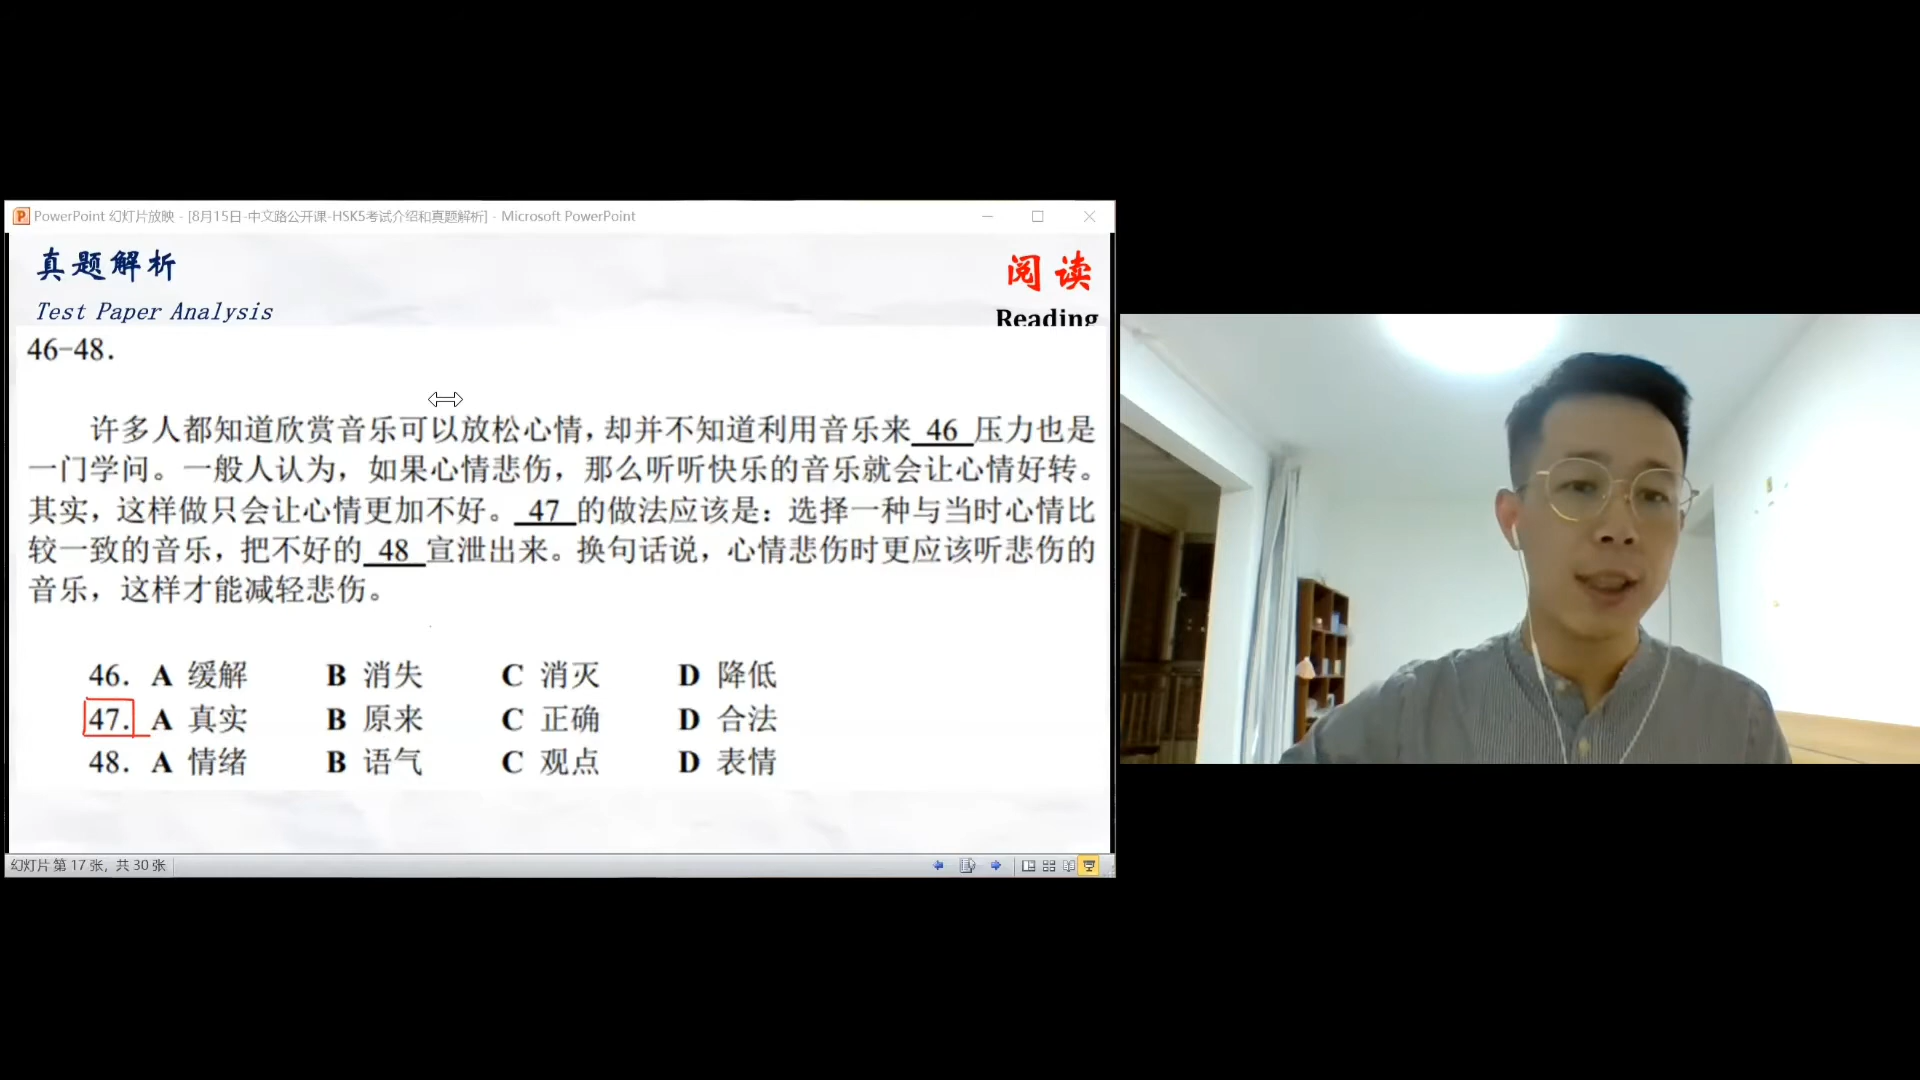 PowerPoint 幻灯片放映 - [8月15日-中文路公开课-HSK5考试介绍和真题解析] - Microsoft PowerPoint
真题解析
阅读
Test Paper Analysis
Reading
46-48.
许多人都知道欣赏音乐可以放松心情，却并不知道利用音乐来 46 压力也是
一门学问。一般人认为，如果心情悲伤，那么听听快乐的音乐就会让心情好转。
其实，这样做只会让心情更加不好。 47 的做法应该是：选择一种与当时心情比
较一致的音乐，把不好的 48 宣泄出来。换句话说，心情悲伤时更应该听悲伤的
音乐，这样才能减轻悲伤。
46. A 缓解 B 消失 C 消灭 D 降低
47. A 真实 B 原来 C 正确 D 合法
48. A 情绪 B 语气 C 观点 D 表情
幻灯片 第 17 张，共 30 张